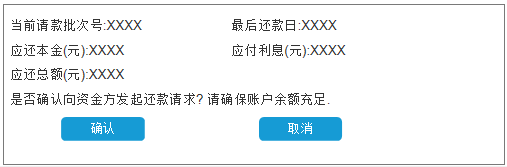 当前请款批次号:XXXX 最后还款日:XXXX
应还本金(元):XXXX 应付利息(元):XXXX
应还总额(元):XXXX
是否确认向资金方发起还款请求? 请确保账户余额充足.
确认 取消